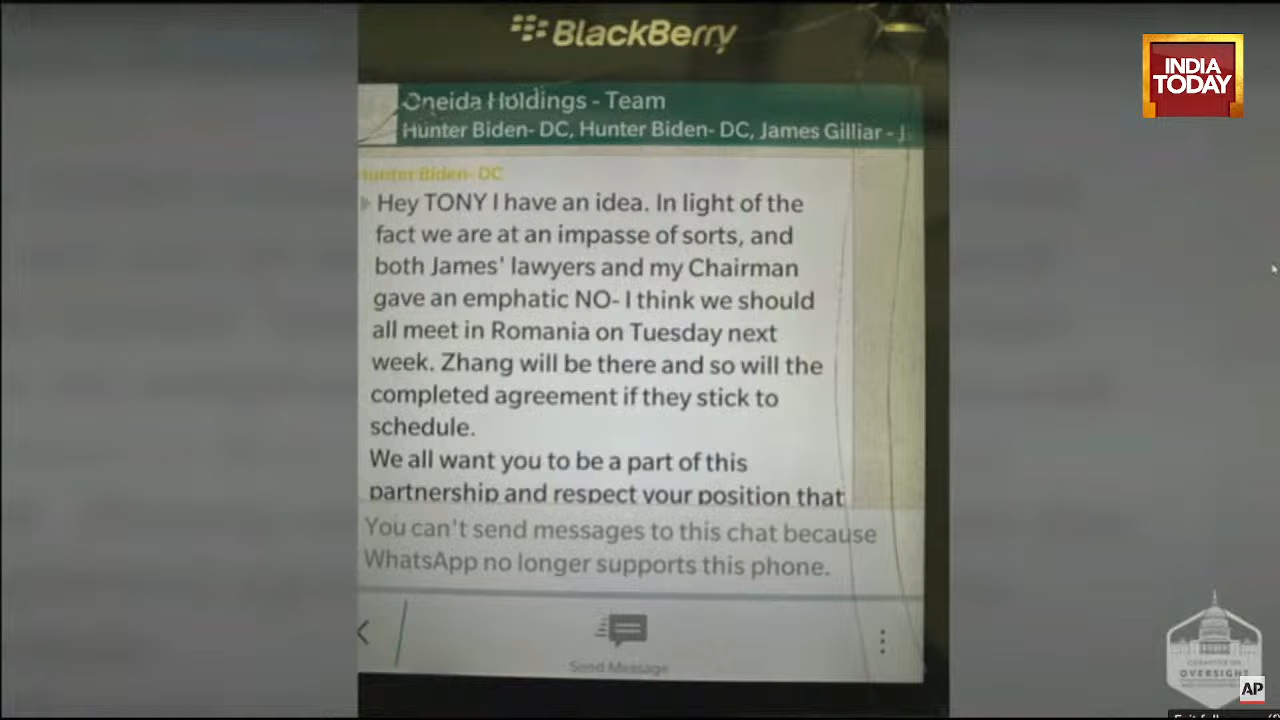 BlackBerry
INDIA
TODAY
Oneida Holdings - Team
Hunter Biden- DC, Hunter Biden- DC, James Gilliar - J
Hunter Biden- DC
Hey TONY I have an idea. In light of the
fact we are at an impasse of sorts, and
both James' lawyers and my Chairman
gave an emphatic NO- I think we should
all meet in Romania on Tuesday next
week. Zhang will be there and so will the
completed agreement if they stick to
schedule.
We all want you to be a part of this
partnership and respect your position that
You can't send messages to this chat because
WhatsApp no longer supports this phone.
Send Message
COMMITTEE ON
OVERSIGHT
AP